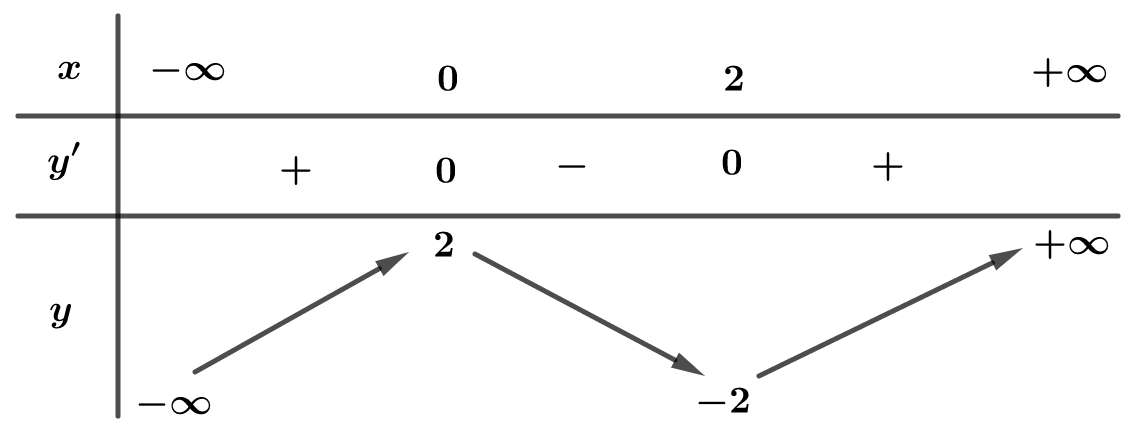 x −∞ 0 2 +∞
y′ + 0 − 0 +
2 +∞
y
−∞ −2